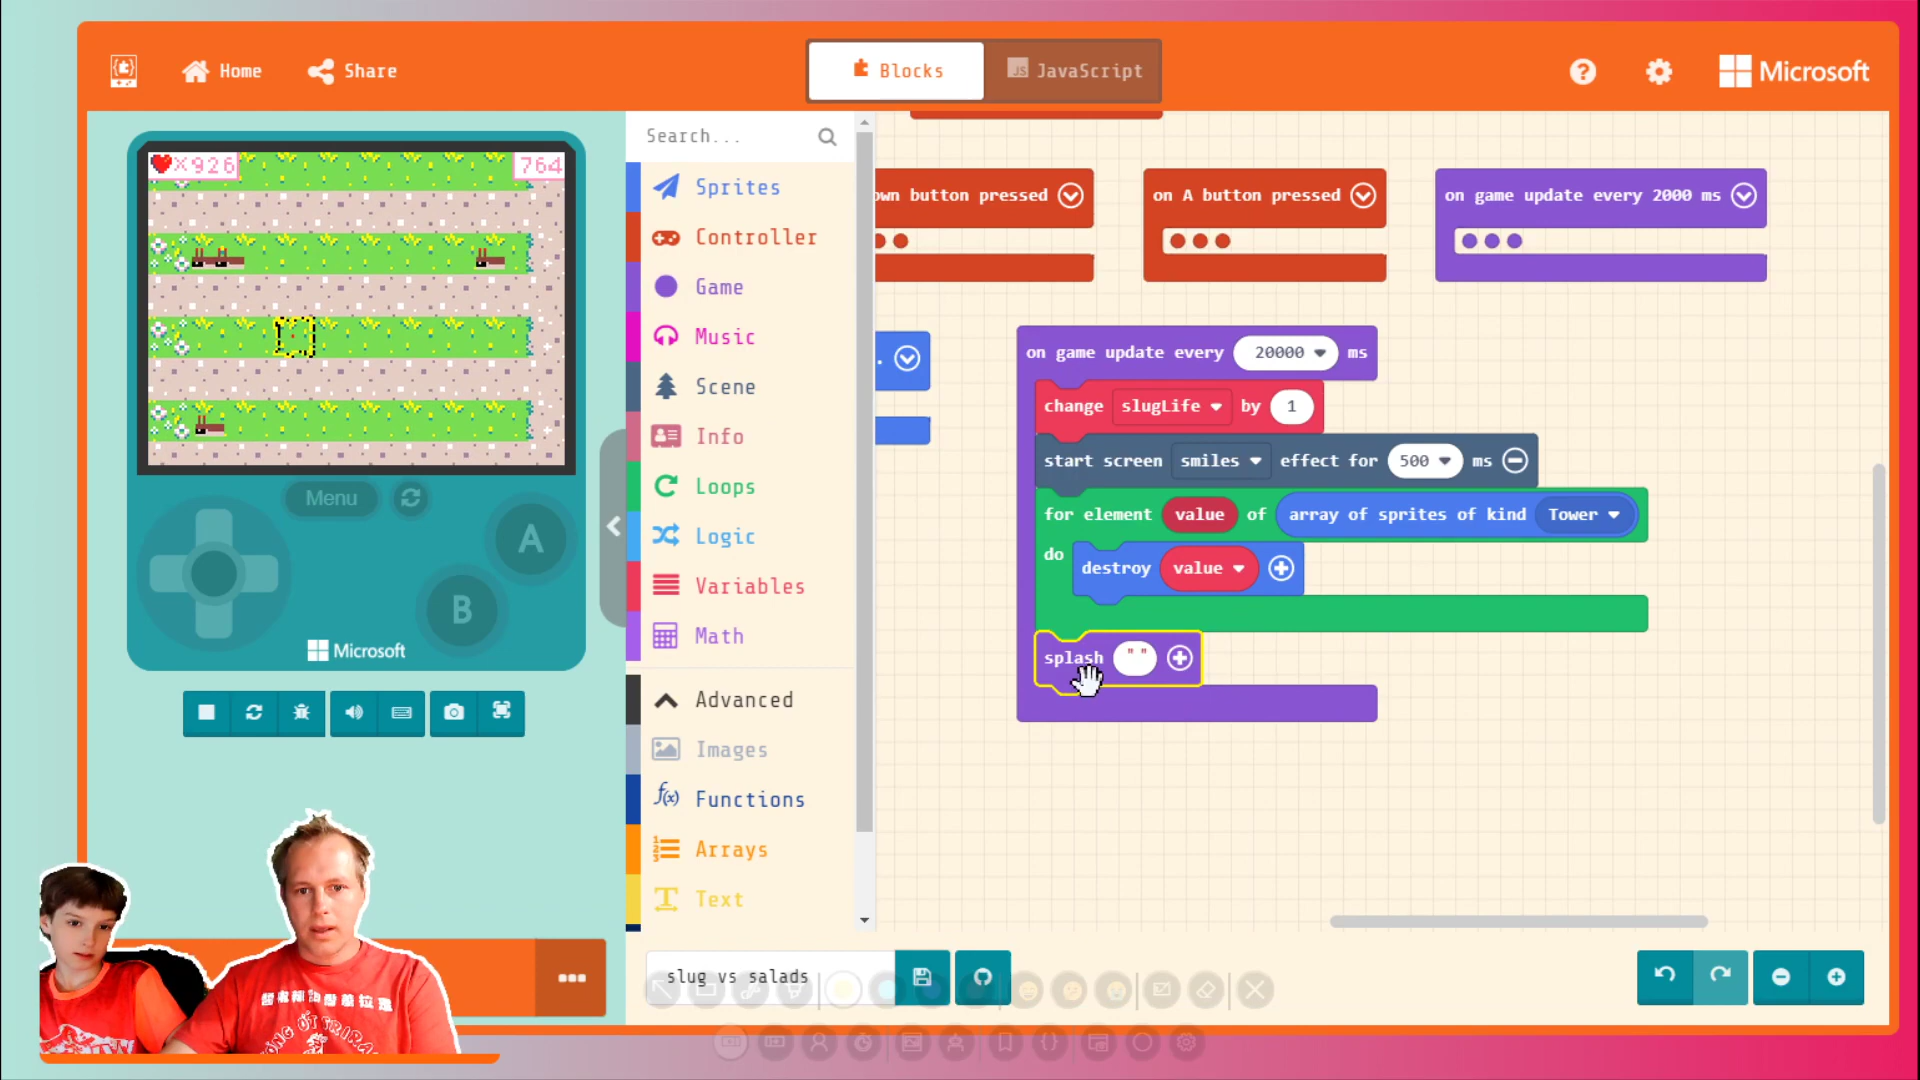 Home
Share
Blocks
JS JavaScript
?
Microsoft
×926
764
Menu
A
B
Microsoft
Search...
Sprites
Controller
Game
Music
Scene
Info
Loops
Logic
Variables
Math
Advanced
Images
f(x) Functions
Arrays
Text
own button pressed
on A button pressed
on game update every 2000 ms
on game update every 20000 ms
change slugLife by 1
start screen smiles effect for 500 ms
for element value of array of sprites of kind Tower
do
destroy value
splash " "
slug vs salads